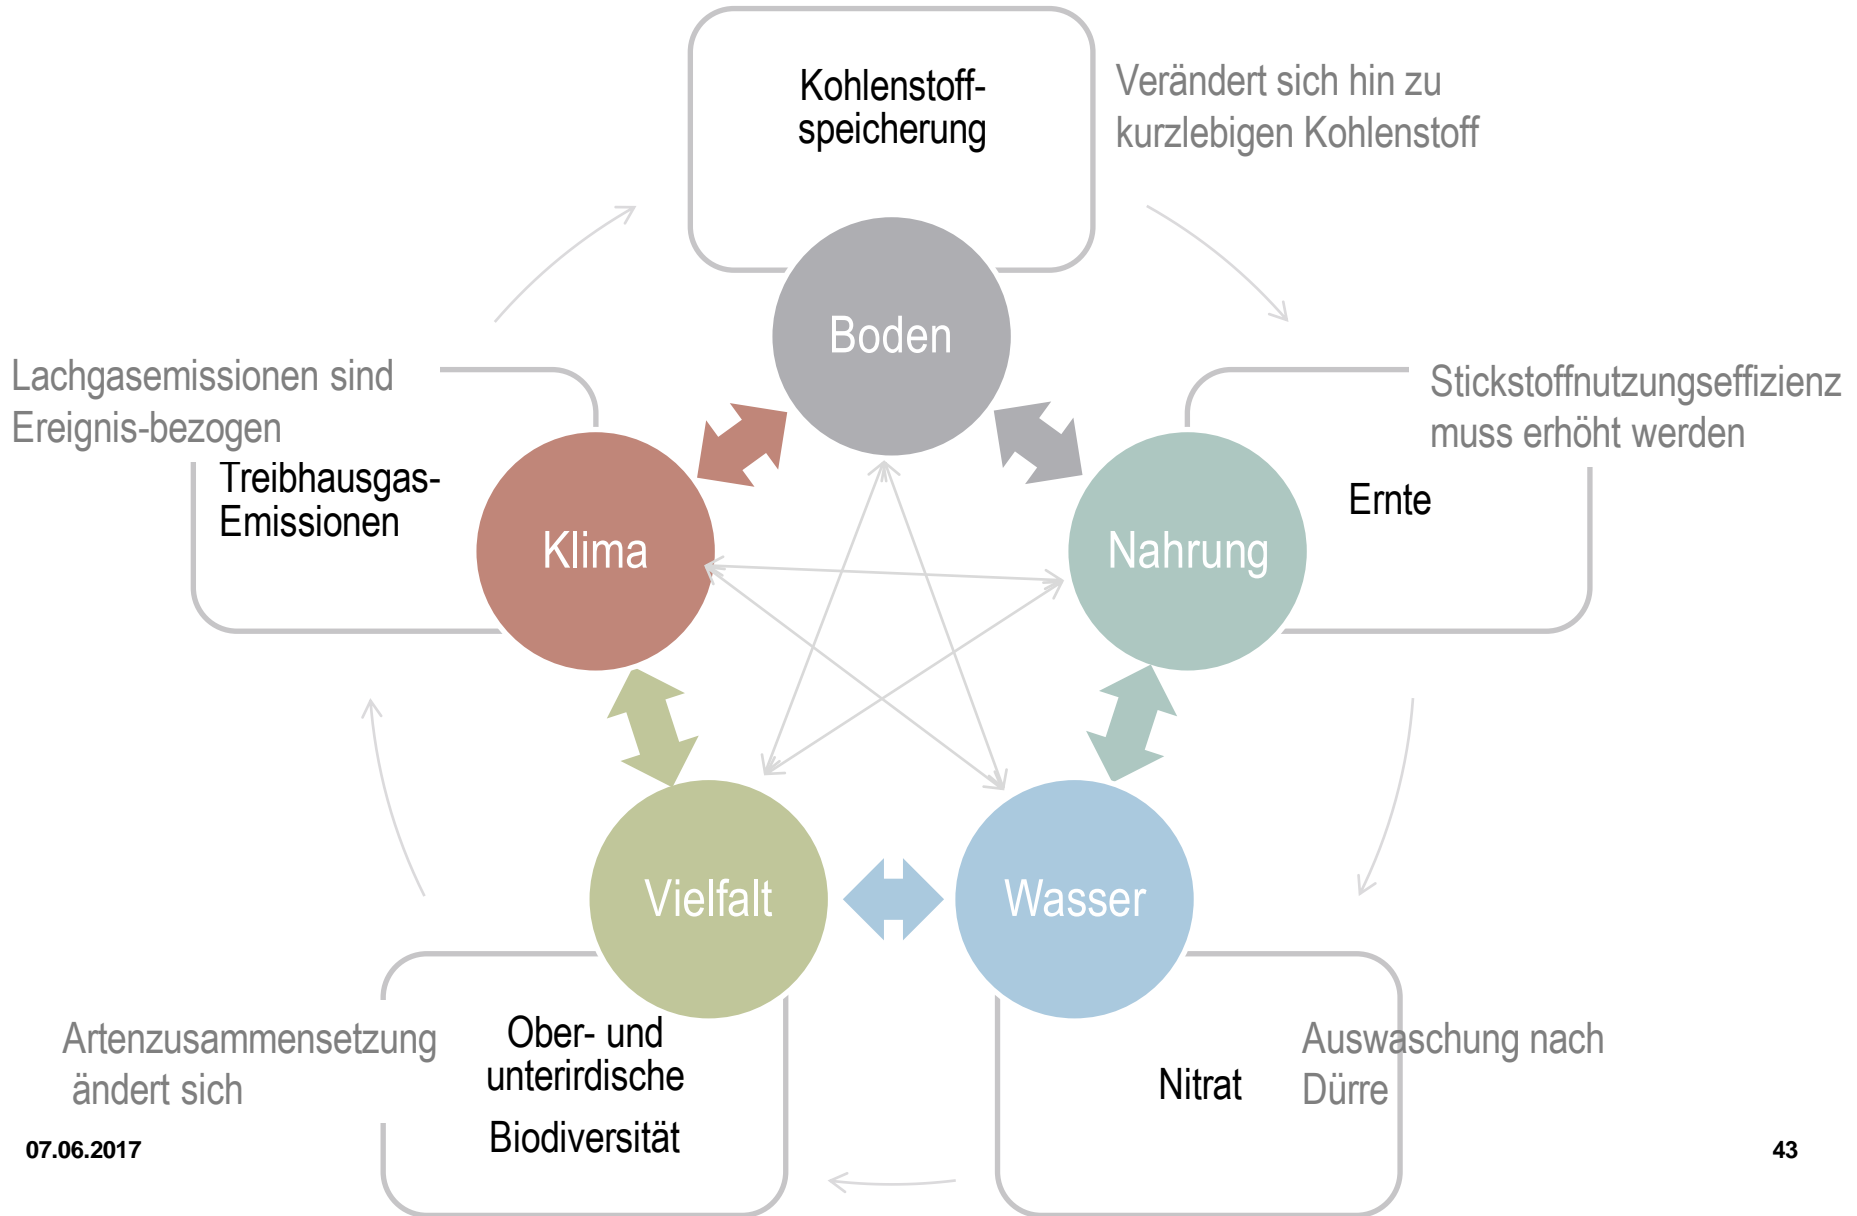 Kohlenstoff-
speicherung
Verändert sich hin zu
kurzlebigen Kohlenstoff
Boden
Lachgasemissionen sind
Ereignis-bezogen
Treibhausgas-
Emissionen
Klima
Nahrung
Stickstoffnutzungseffizienz
muss erhöht werden
Ernte
Vielfalt
Wasser
Artenzusammensetzung
ändert sich
Ober- und
unterirdische
Biodiversität
Nitrat
Auswaschung nach
Dürre
07.06.2017
43